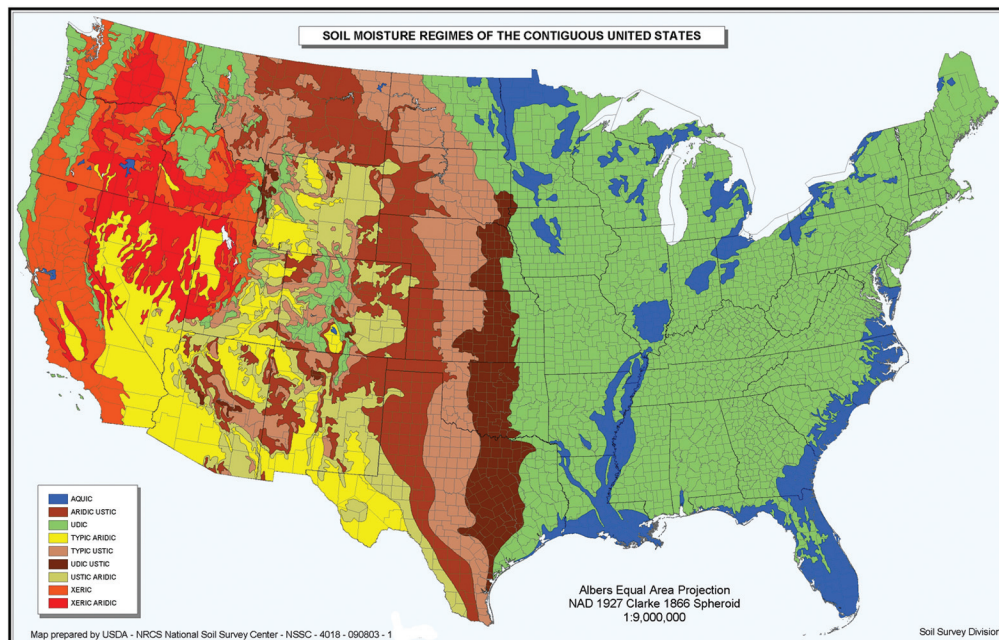 SOIL MOISTURE REGIMES OF THE CONTIGUOUS UNITED STATES
AQUIC
ARIDIC USTIC
UDIC
TYPIC ARIDIC
TYPIC USTIC
UDIC USTIC
USTIC ARIDIC
XERIC
XERIC ARIDIC
Albers Equal Area Projection
NAD 1927 Clarke 1866 Spheroid
1:9,000,000
Map prepared by USDA - NRCS National Soil Survey Center - NSSC - 4018 - 090803 - 1
Soil Survey Division